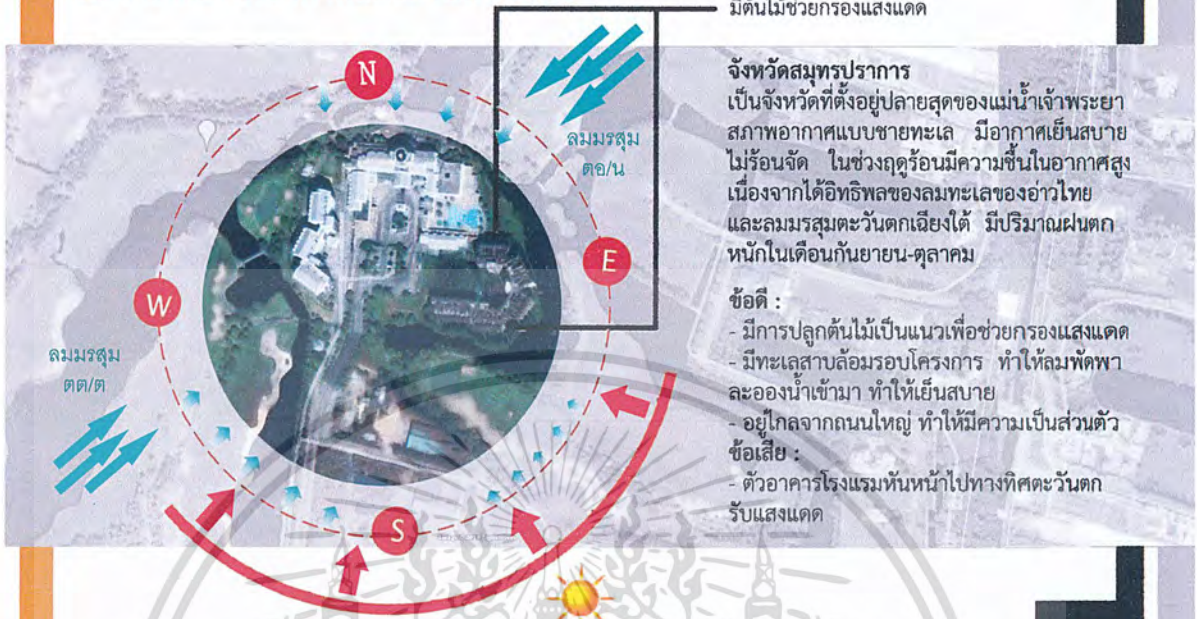 มีต้นไม้ช่วยกรองแสงแดด
N
ลมมรสุม
ตอ/น
E
W
ลมมรสุม
ตต/ต
S
จังหวัดสมุทรปราการ
เป็นจังหวัดที่ตั้งอยู่ปลายสุดของแม่น้ำเจ้าพระยา
สภาพอากาศแบบชายทะเล มีอากาศเย็นสบาย
ไม่ร้อนจัด ในช่วงฤดูร้อนมีความชื้นในอากาศสูง
เนื่องจากได้อิทธิพลของลมทะเลของอ่าวไทย
และลมมรสุมตะวันตกเฉียงใต้ มีปริมาณฝนตก
หนักในเดือนกันยายน-ตุลาคม
ข้อดี :
- มีการปลูกต้นไม้เป็นแนวเพื่อช่วยกรองแสงแดด
- มีทะเลสาบล้อมรอบโครงการ ทำให้ลมพัดพา
ละอองน้ำเข้ามา ทำให้เย็นสบาย
- อยู่ไกลจากถนนใหญ่ ทำให้มีความเป็นส่วนตัว
ข้อเสีย :
- ตัวอาคารโรงแรมหันหน้าไปทางทิศตะวันตก
รับแสงแดด